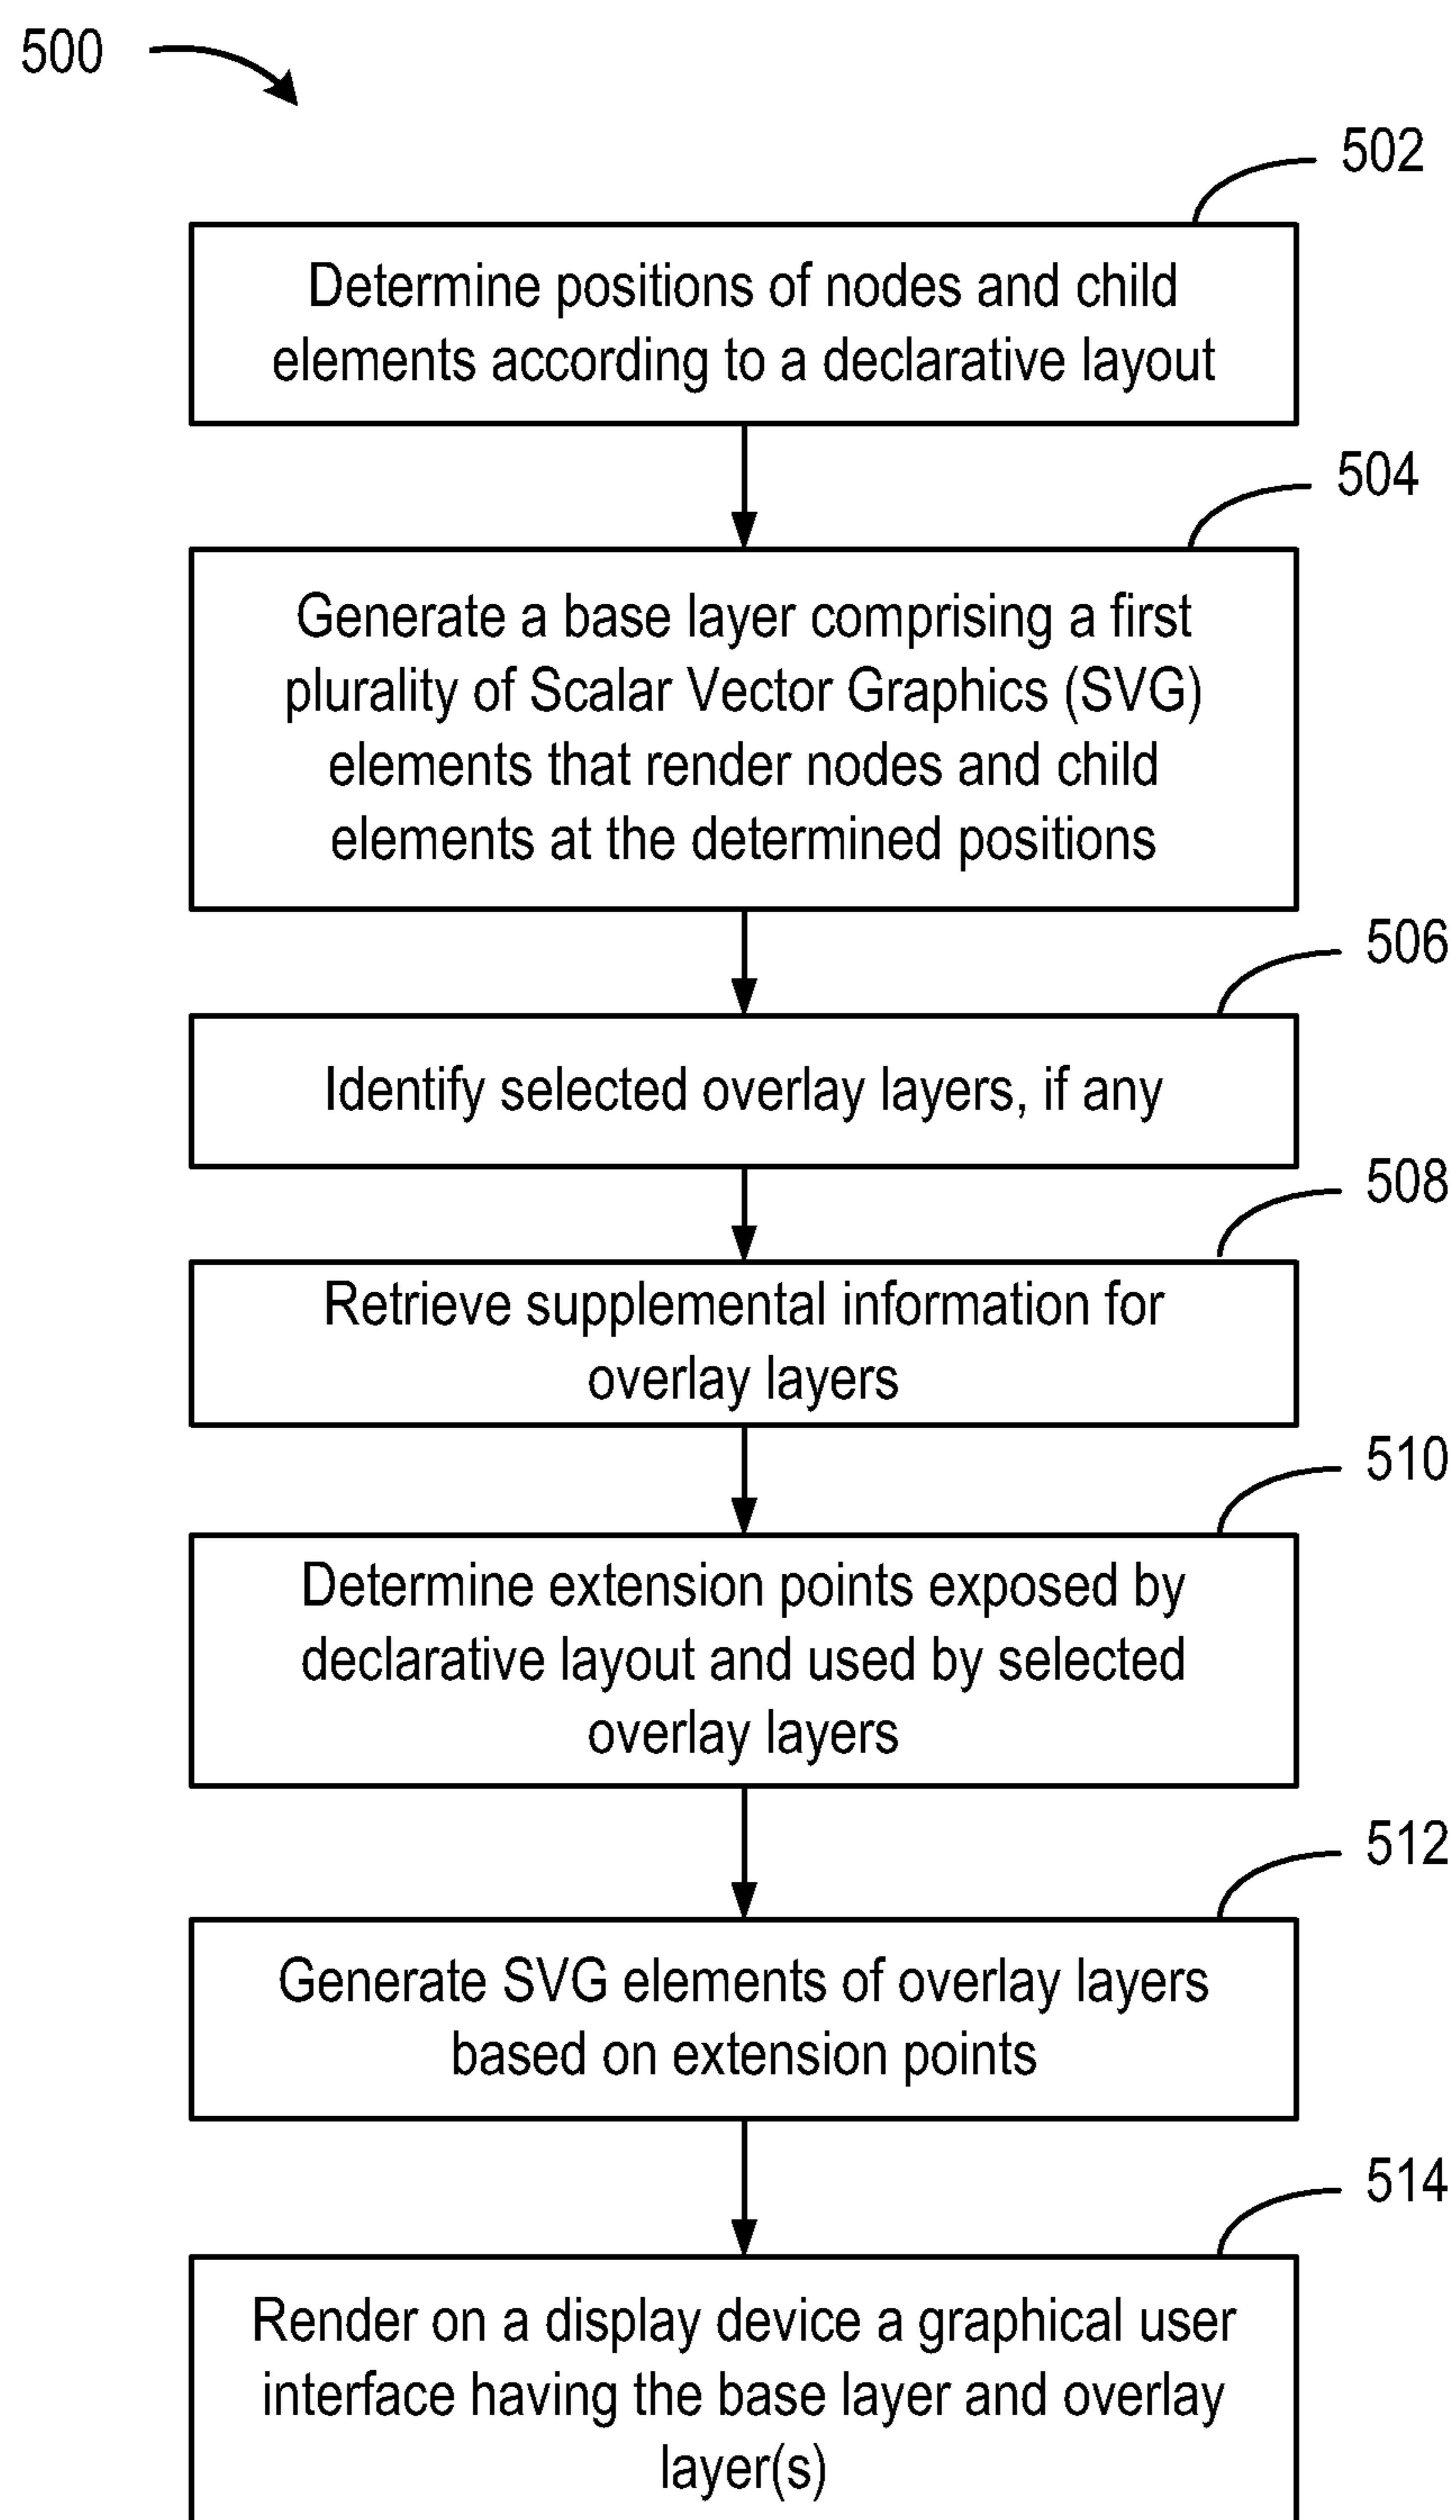 500
502
Determine positions of nodes and child
elements according to a declarative layout
504
Generate a base layer comprising a first
plurality of Scalar Vector Graphics (SVG)
elements that render nodes and child
elements at the determined positions
506
Identify selected overlay layers, if any
508
Retrieve supplemental information for
overlay layers
510
Determine extension points exposed by
declarative layout and used by selected
overlay layers
512
Generate SVG elements of overlay layers
based on extension points
514
Render on a display device a graphical user
interface having the base layer and overlay
layer(s)